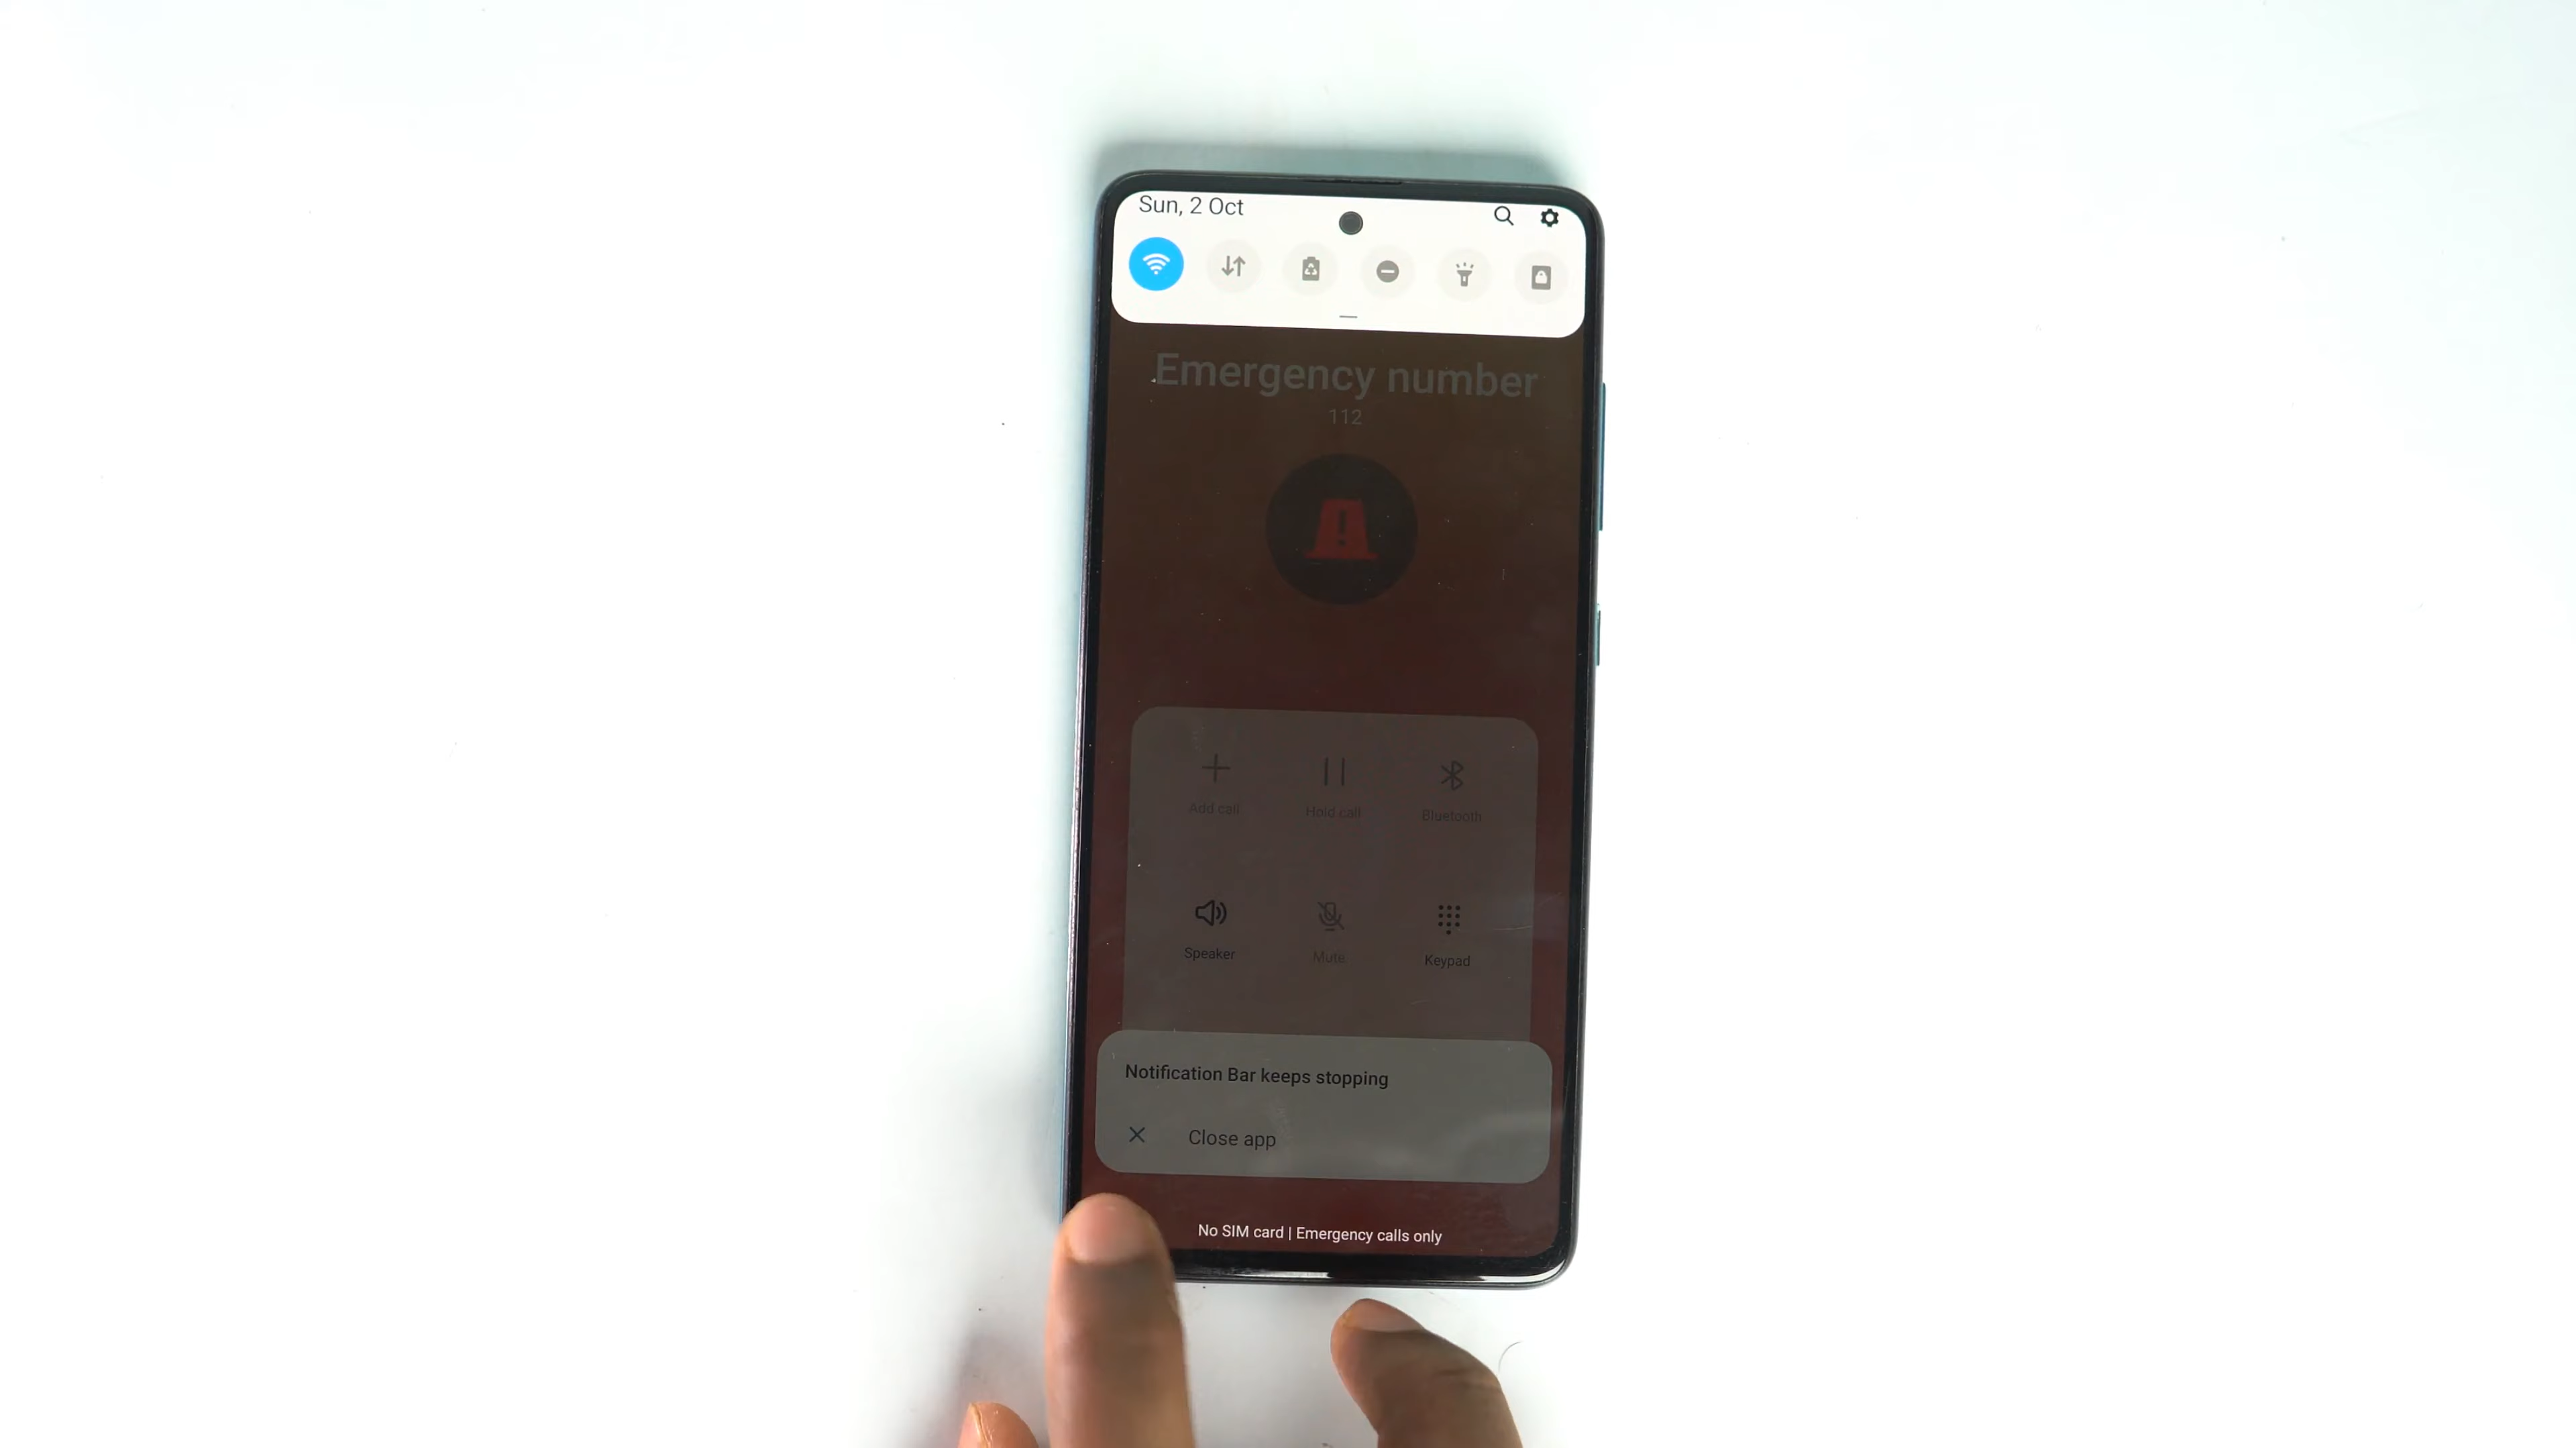 Sun, 2 Oct
Emergency number
112
Add call
Hold call
Bluetooth
Speaker
Mute
Keypad
Notification Bar keeps stopping
Close app
No SIM card | Emergency calls only